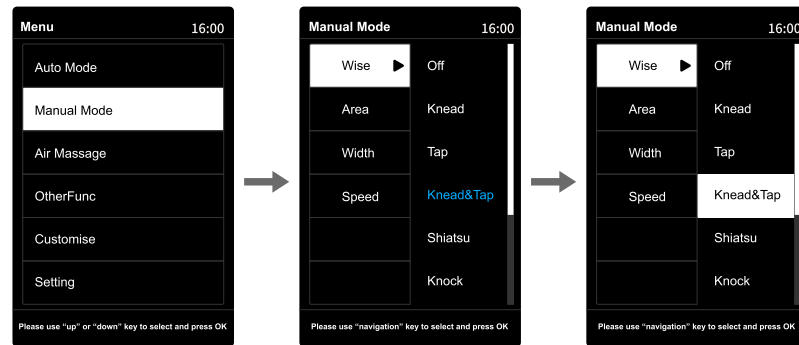 Menu 16:00
Auto Mode
Manual Mode
Air Massage
OtherFunc
Customise
Setting
Please use “up” or “down” key to select and press OK
Manual Mode 16:00
Wise Off
Area Knead
Width Tap
Speed Knead&Tap
Shiatsu
Knock
Please use “navigation” key to select and press OK
Manual Mode 16:00
Wise Off
Area Knead
Width Tap
Speed Knead&Tap
Shiatsu
Knock
Please use “navigation” key to select and press OK